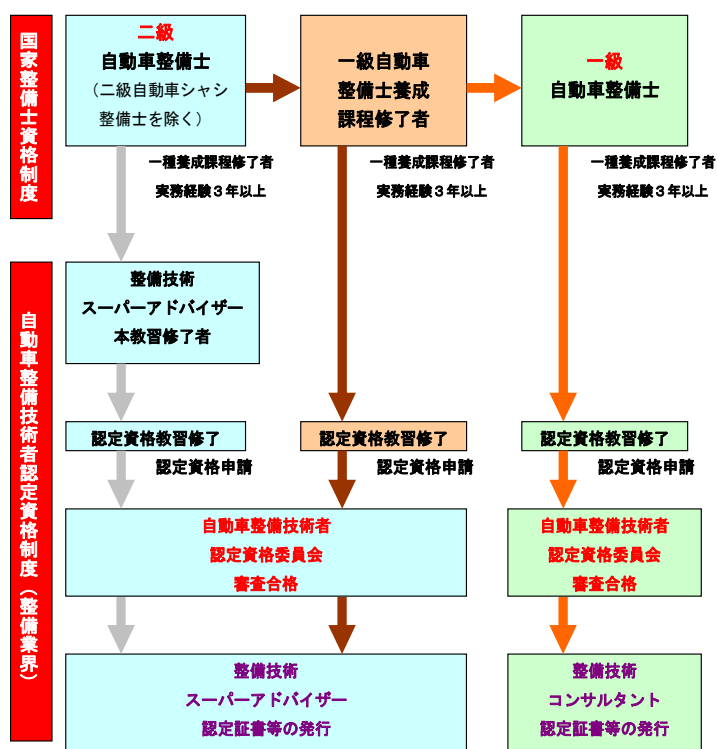 国家整備士資格制度
二級
自動車整備士
（二級自動車シャシ
整備士を除く）
一級自動車
整備士養成
課程修了者
一級
自動車整備士
一種養成課程修了者
実務経験３年以上
一種養成課程修了者
実務経験３年以上
一種養成課程修了者
実務経験３年以上
自動車整備技術者認定資格制度（整備業界）
整備技術
スーパーアドバイザー
本教習修了者
認定資格教習修了
認定資格教習修了
認定資格教習修了
認定資格申請
認定資格申請
認定資格申請
自動車整備技術者
認定資格委員会
審査合格
自動車整備技術者
認定資格委員会
審査合格
整備技術
スーパーアドバイザー
認定証書等の発行
整備技術
コンサルタント
認定証書等の発行